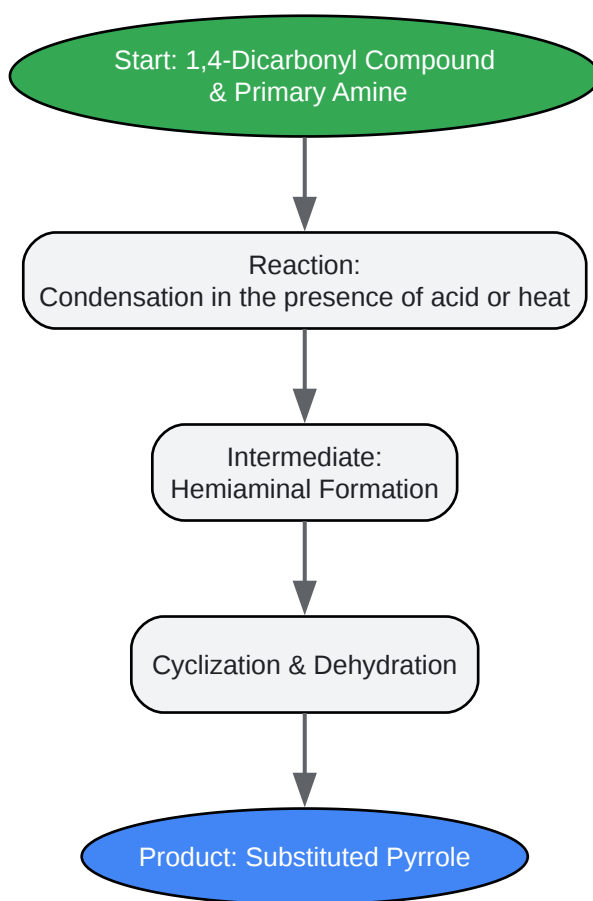 Start: 1,4-Dicarbonyl Compound
& Primary Amine
Reaction:
Condensation in the presence of acid or heat
Intermediate:
Hemiaminal Formation
Cyclization & Dehydration
Product: Substituted Pyrrole